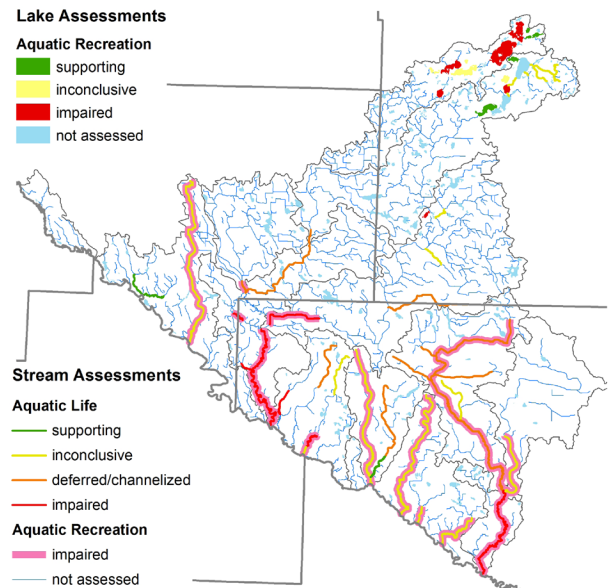 Lake Assessments
Aquatic Recreation
supporting
inconclusive
impaired
not assessed
Stream Assessments
Aquatic Life
supporting
inconclusive
deferred/channelized
impaired
Aquatic Recreation
impaired
not assessed